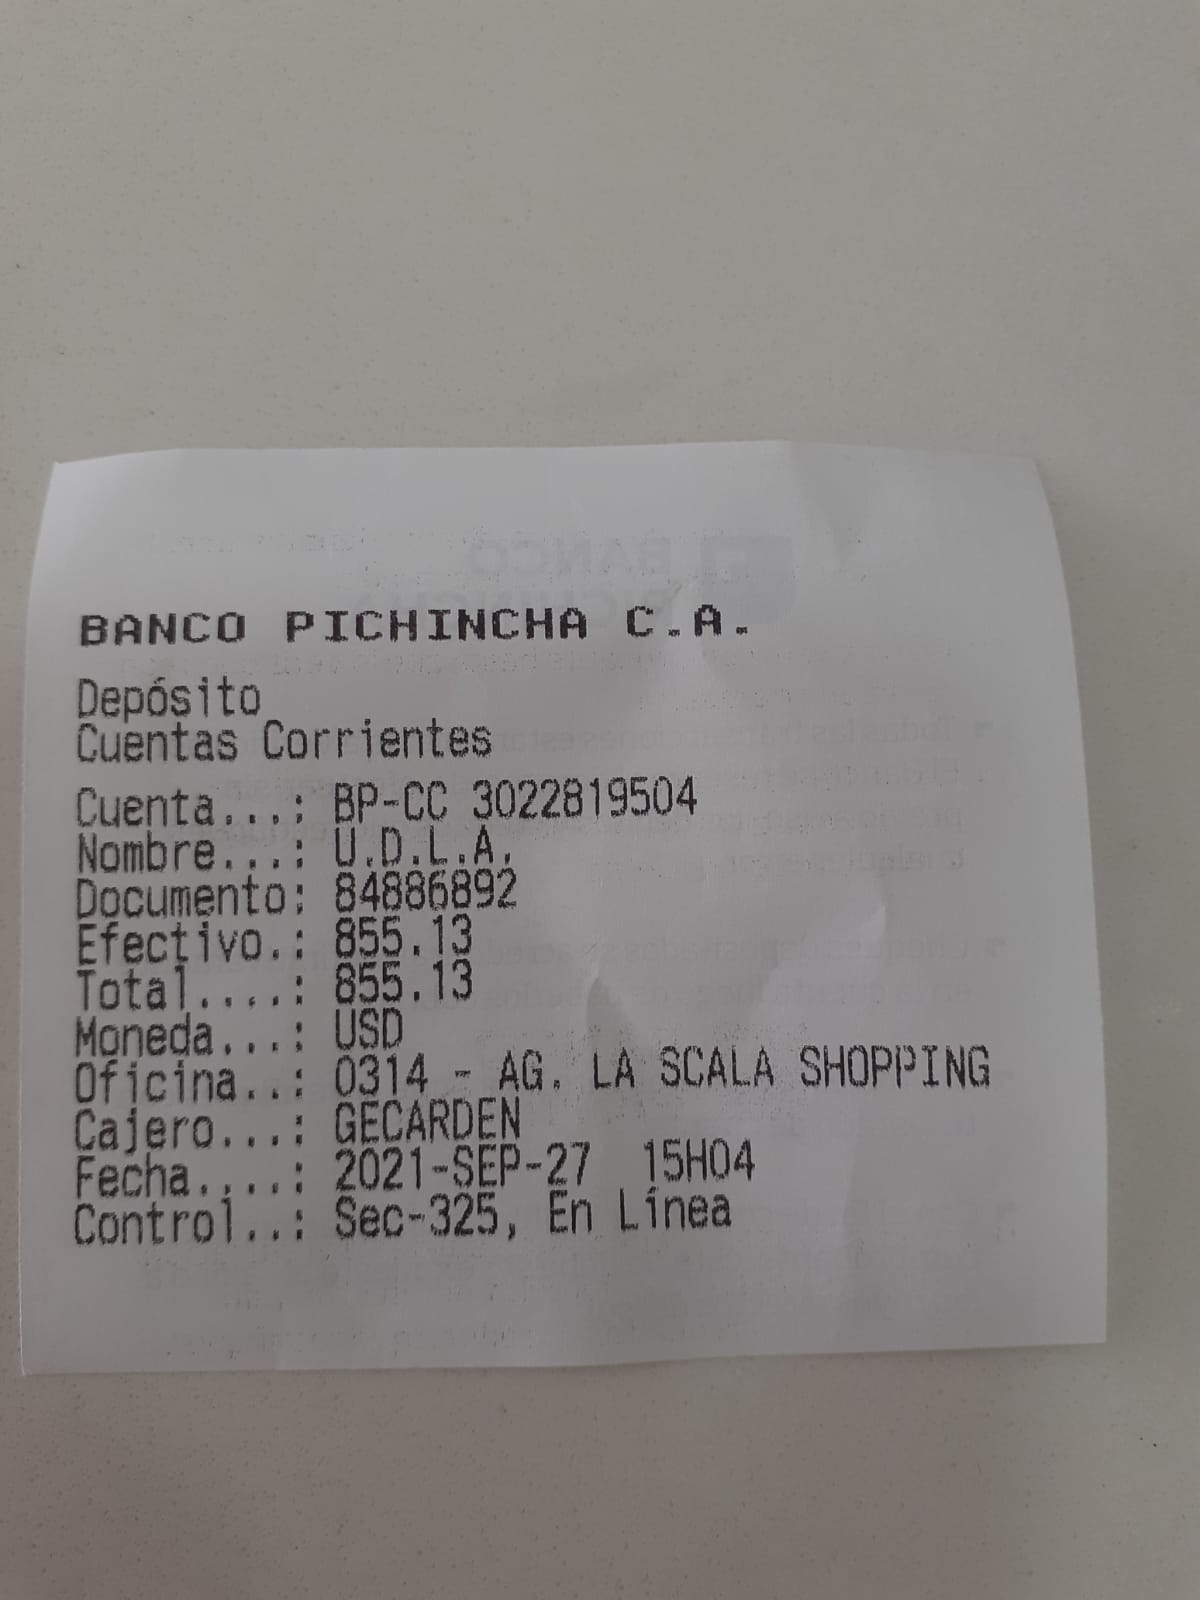 BANCO PICHINCHA C.A.
Depósito
Cuentas Corrientes
Cuenta...: BP-CC 3022819504
Nombre...: U.D.L.A.
Documento: 84886892
Efectivo.: 855.13
Total....: 855.13
Moneda...: USD
Oficina..: 0314 - AG. LA SCALA SHOPPING
Cajero...: GECARDEN
Fecha....: 2021-SEP-27 15H04
Control..: Sec-325, En Línea